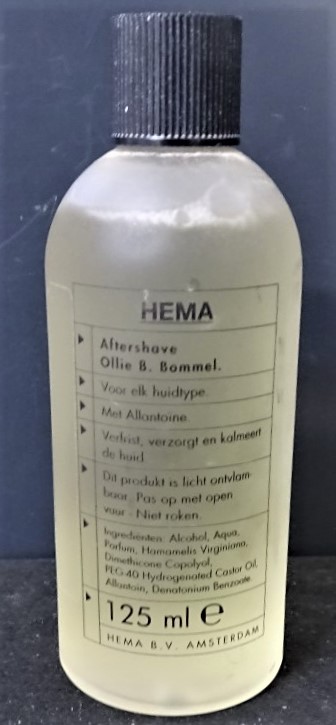 HEMA
Aftershave
Ollie B. Bommel.
Voor elk huidtype.
Met Allantoine.
Verfrist, verzorgt en kalmeert
de huid.
Dit produkt is licht ontvlam-
baar. Pas op met open
vuur - Niet roken.
Ingrediënten: Alcohol, Aqua,
Parfum, Hamamelis Virginiana,
Dimethicone Copolyol,
PEG-40 Hydrogenated Castor Oil,
Allantoin, Denatonium Benzoate.
125 ml ℮
HEMA B.V. AMSTERDAM